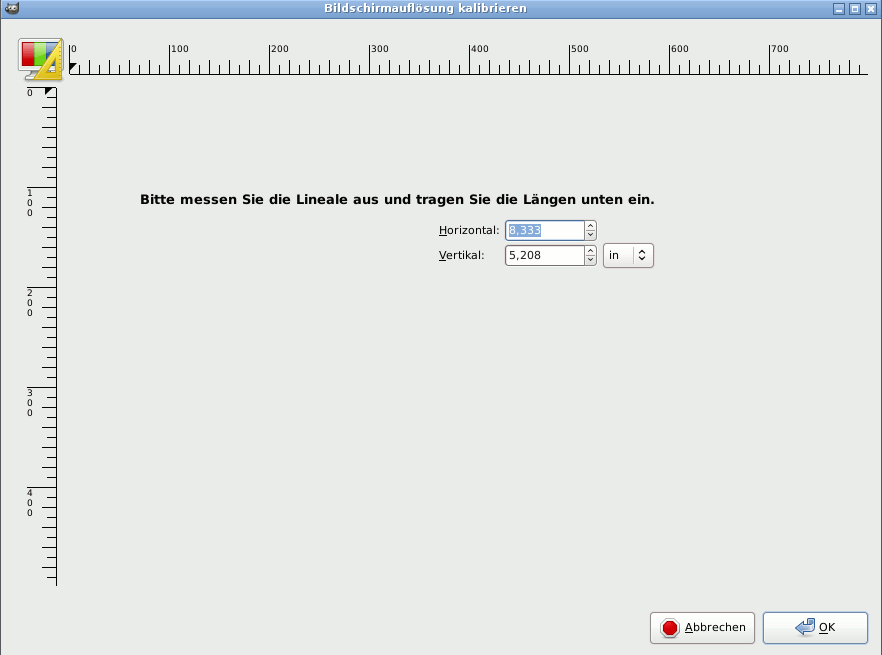 Bildschirmauflösung kalibrieren
0 100 200 300 400 500 600 700
0
100
200
300
400
Bitte messen Sie die Lineale aus und tragen Sie die Längen unten ein.
Horizontal: 8,333
Vertikal: 5,208 in
Abbrechen OK